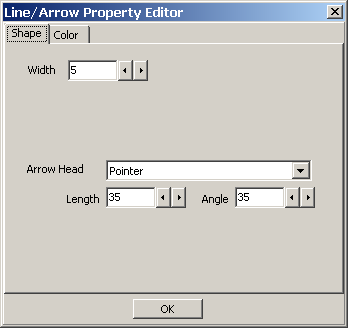 Line/Arrow Property Editor
Shape Color
Width 5
Arrow Head Pointer
Length 35 Angle 35
OK